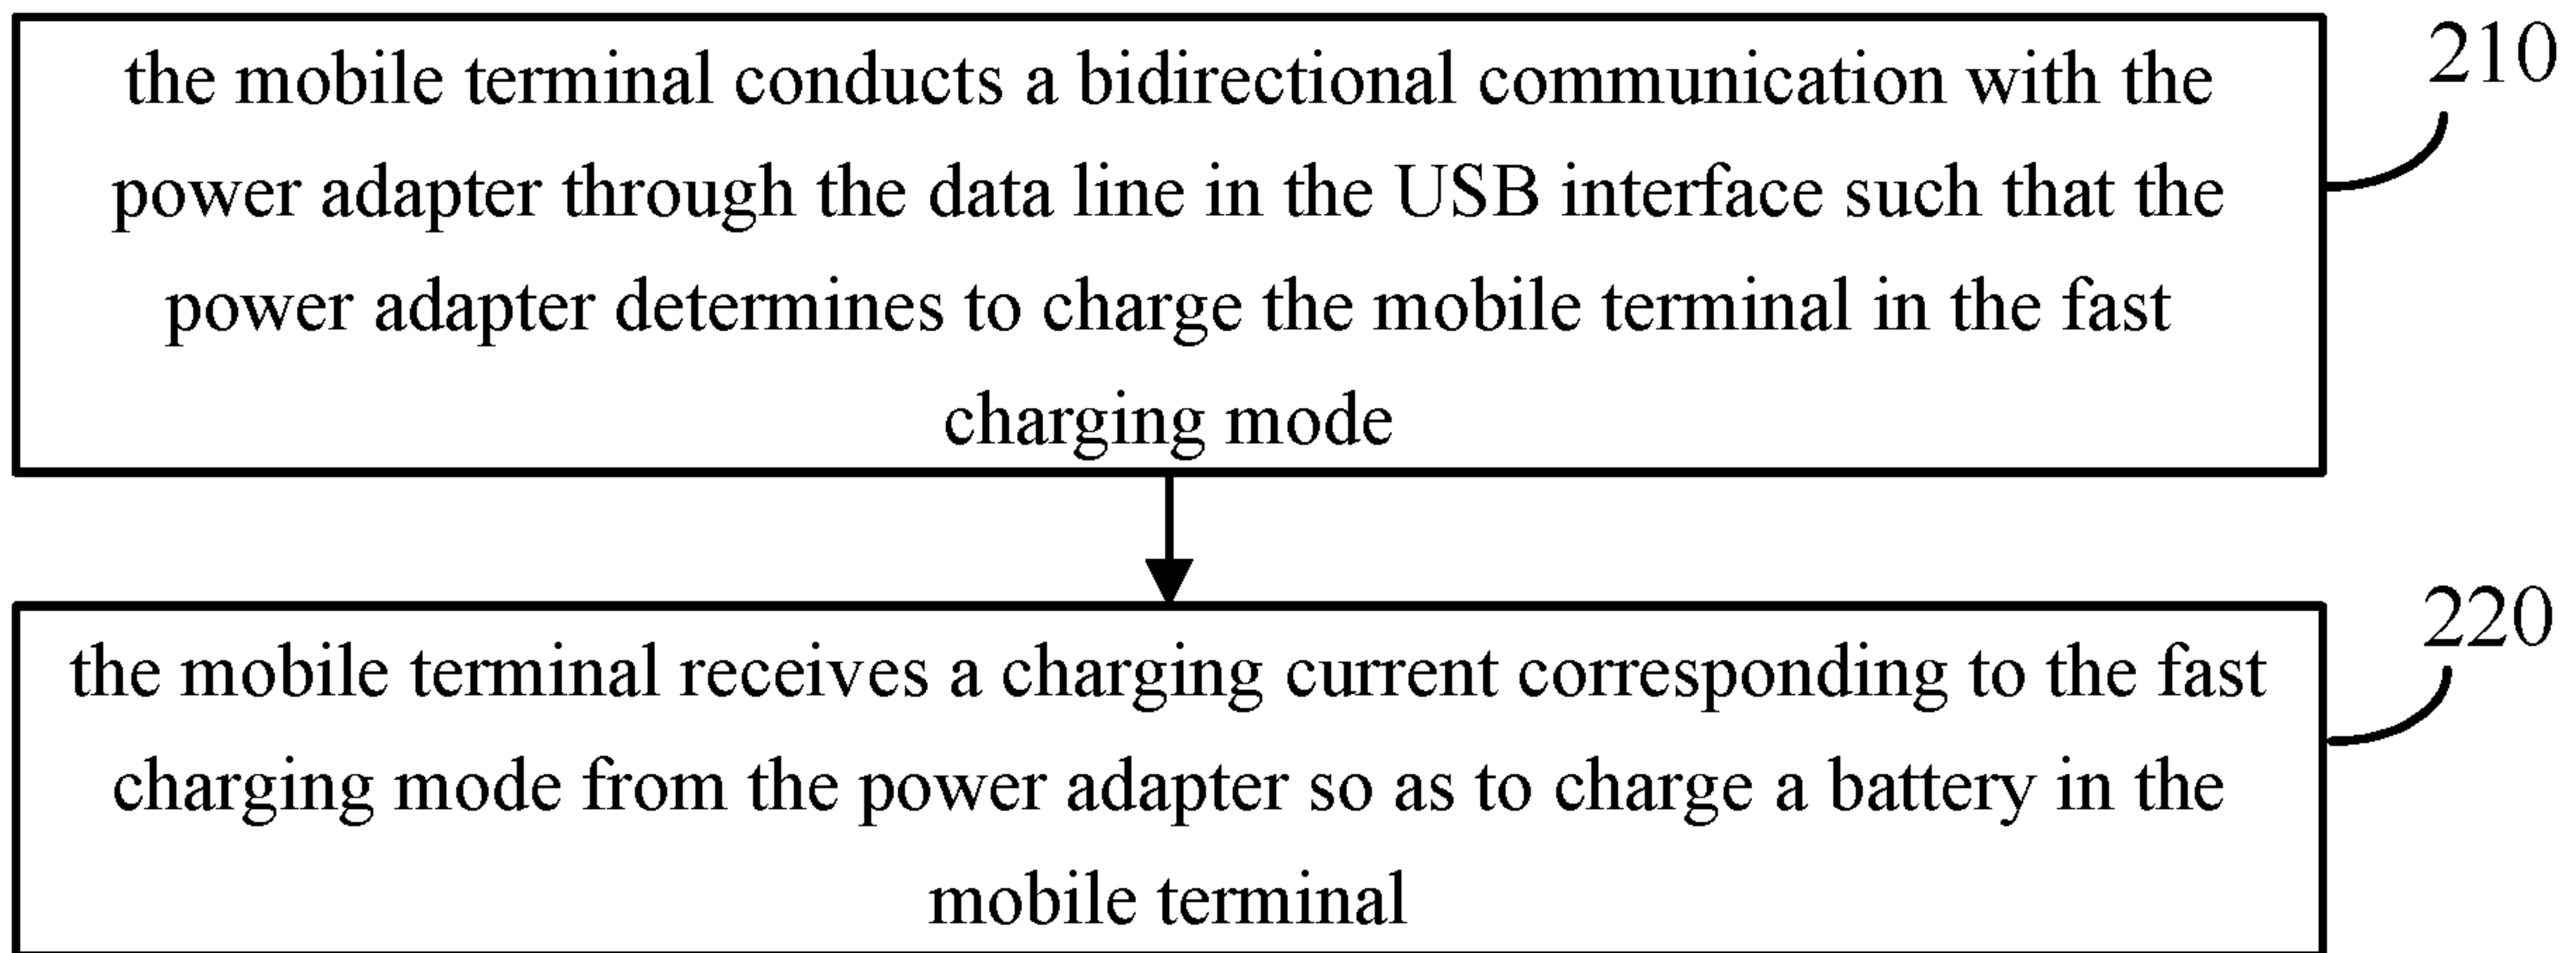 the mobile terminal conducts a bidirectional communication with the
210
power adapter through the data line in the USB interface such that the
power adapter determines to charge the mobile terminal in the fast
charging mode
the mobile terminal receives a charging current corresponding to the fast
220
charging mode from the power adapter so as to charge a battery in the
mobile terminal